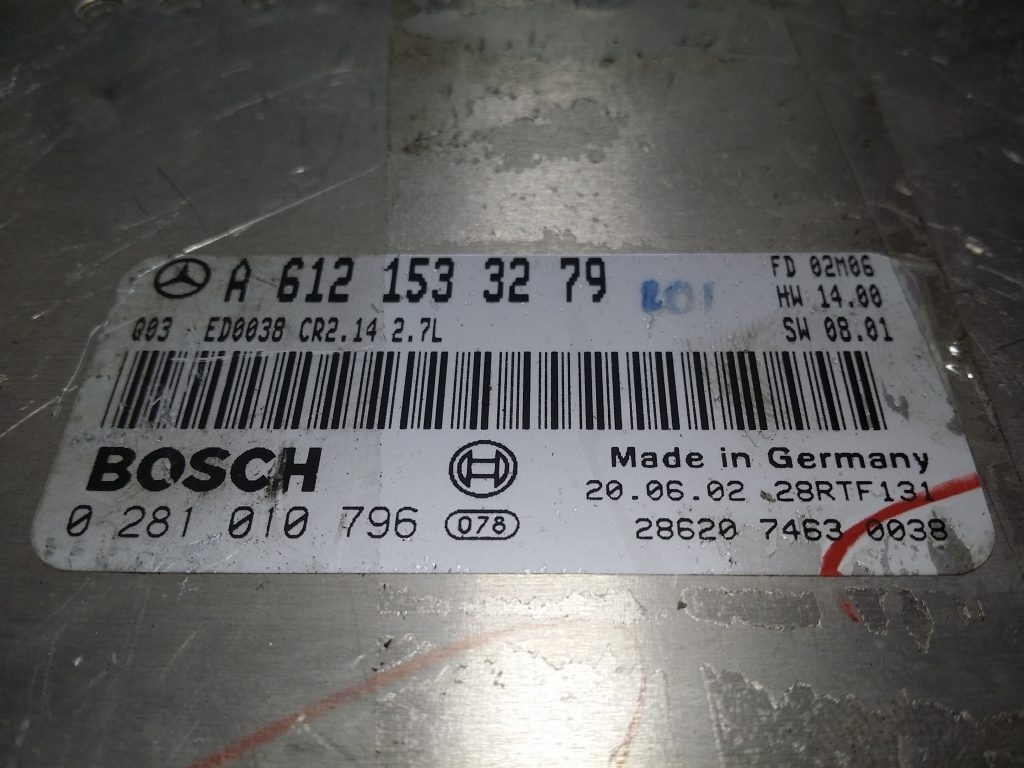 A 612 153 32 79
FD 02M06
HW 14.00
SW 08.01
Q03 ED0038 CR2.14 2.7L
BOSCH
Made in Germany
20.06.02 28RTF131
0 281 010 796 078
28620 7463 0038